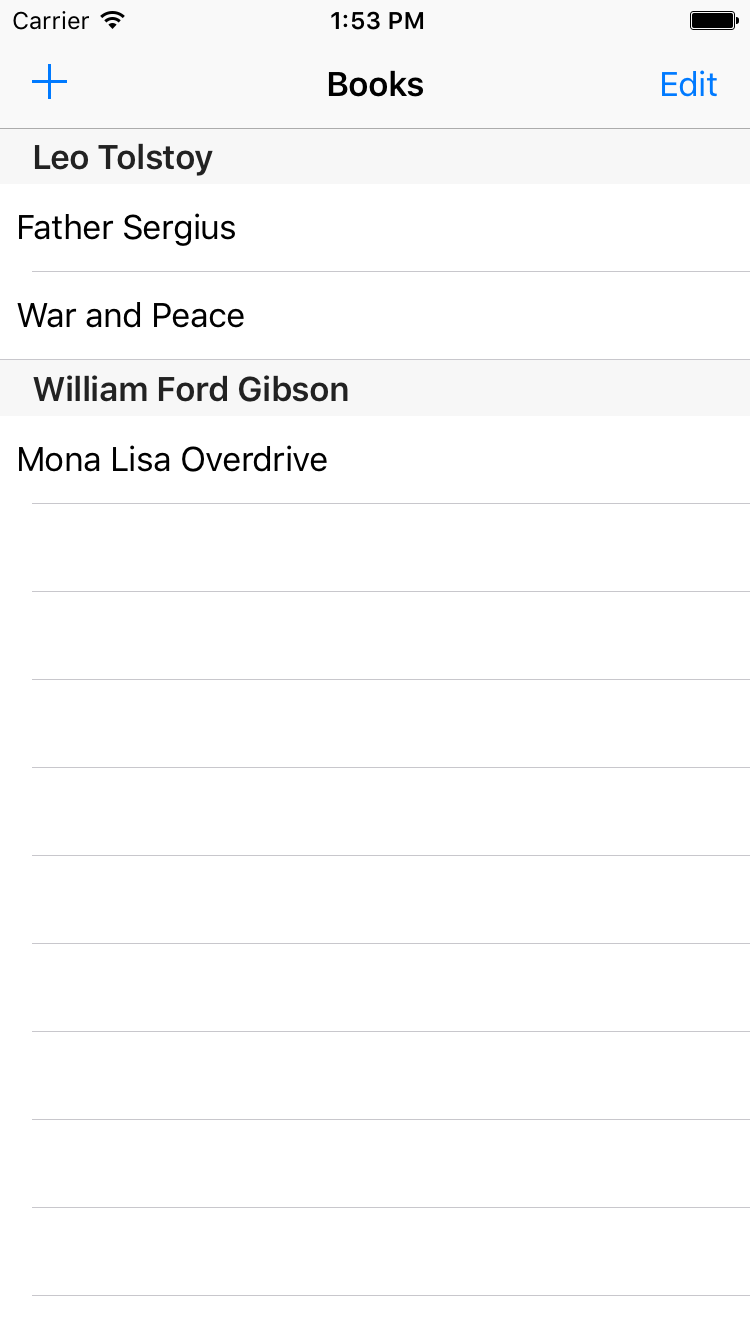 Carrier 1:53 PM
Books Edit
Leo Tolstoy
Father Sergius
War and Peace
William Ford Gibson
Mona Lisa Overdrive